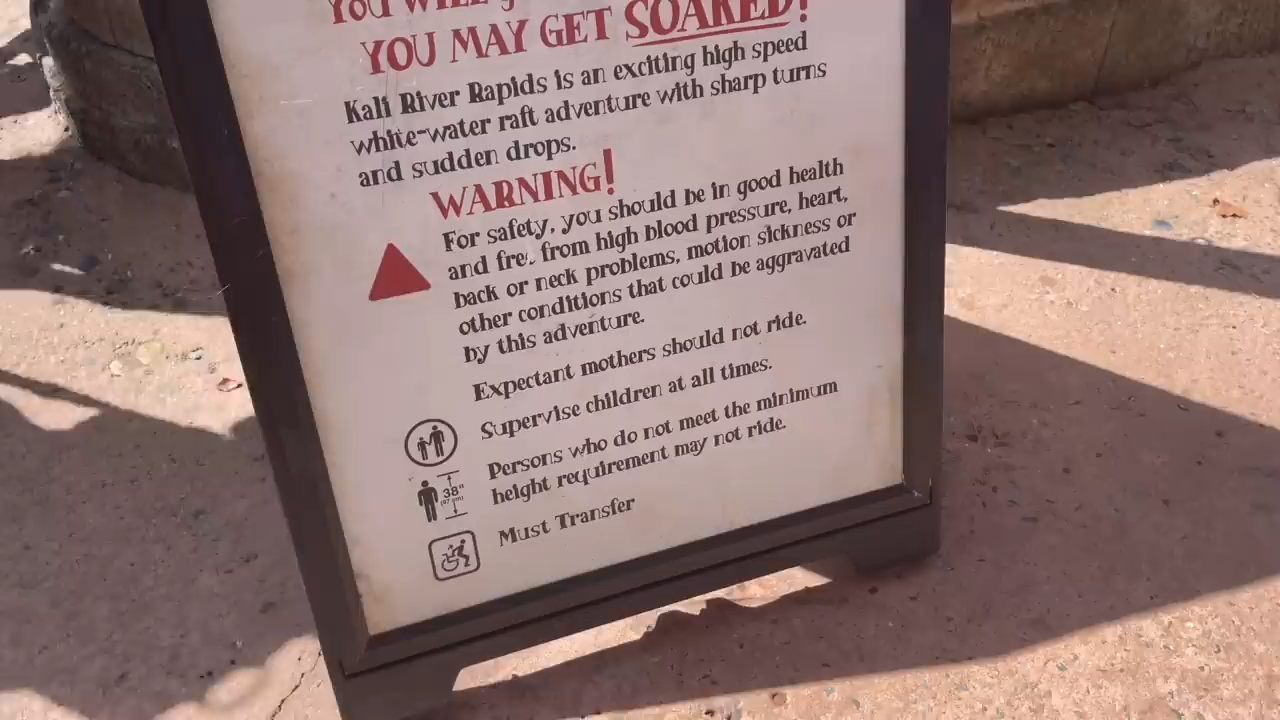 YOU WILL
YOU MAY GET SOAKED!
Kali River Rapids is an exciting high speed
white-water raft adventure with sharp turns
and sudden drops.
WARNING!
For safety, you should be in good health
and free from high blood pressure, heart,
back or neck problems, motion sickness or
other conditions that could be aggravated
by this adventure.
Expectant mothers should not ride.
Supervise children at all times.
Persons who do not meet the minimum
height requirement may not ride.
38"
Must Transfer